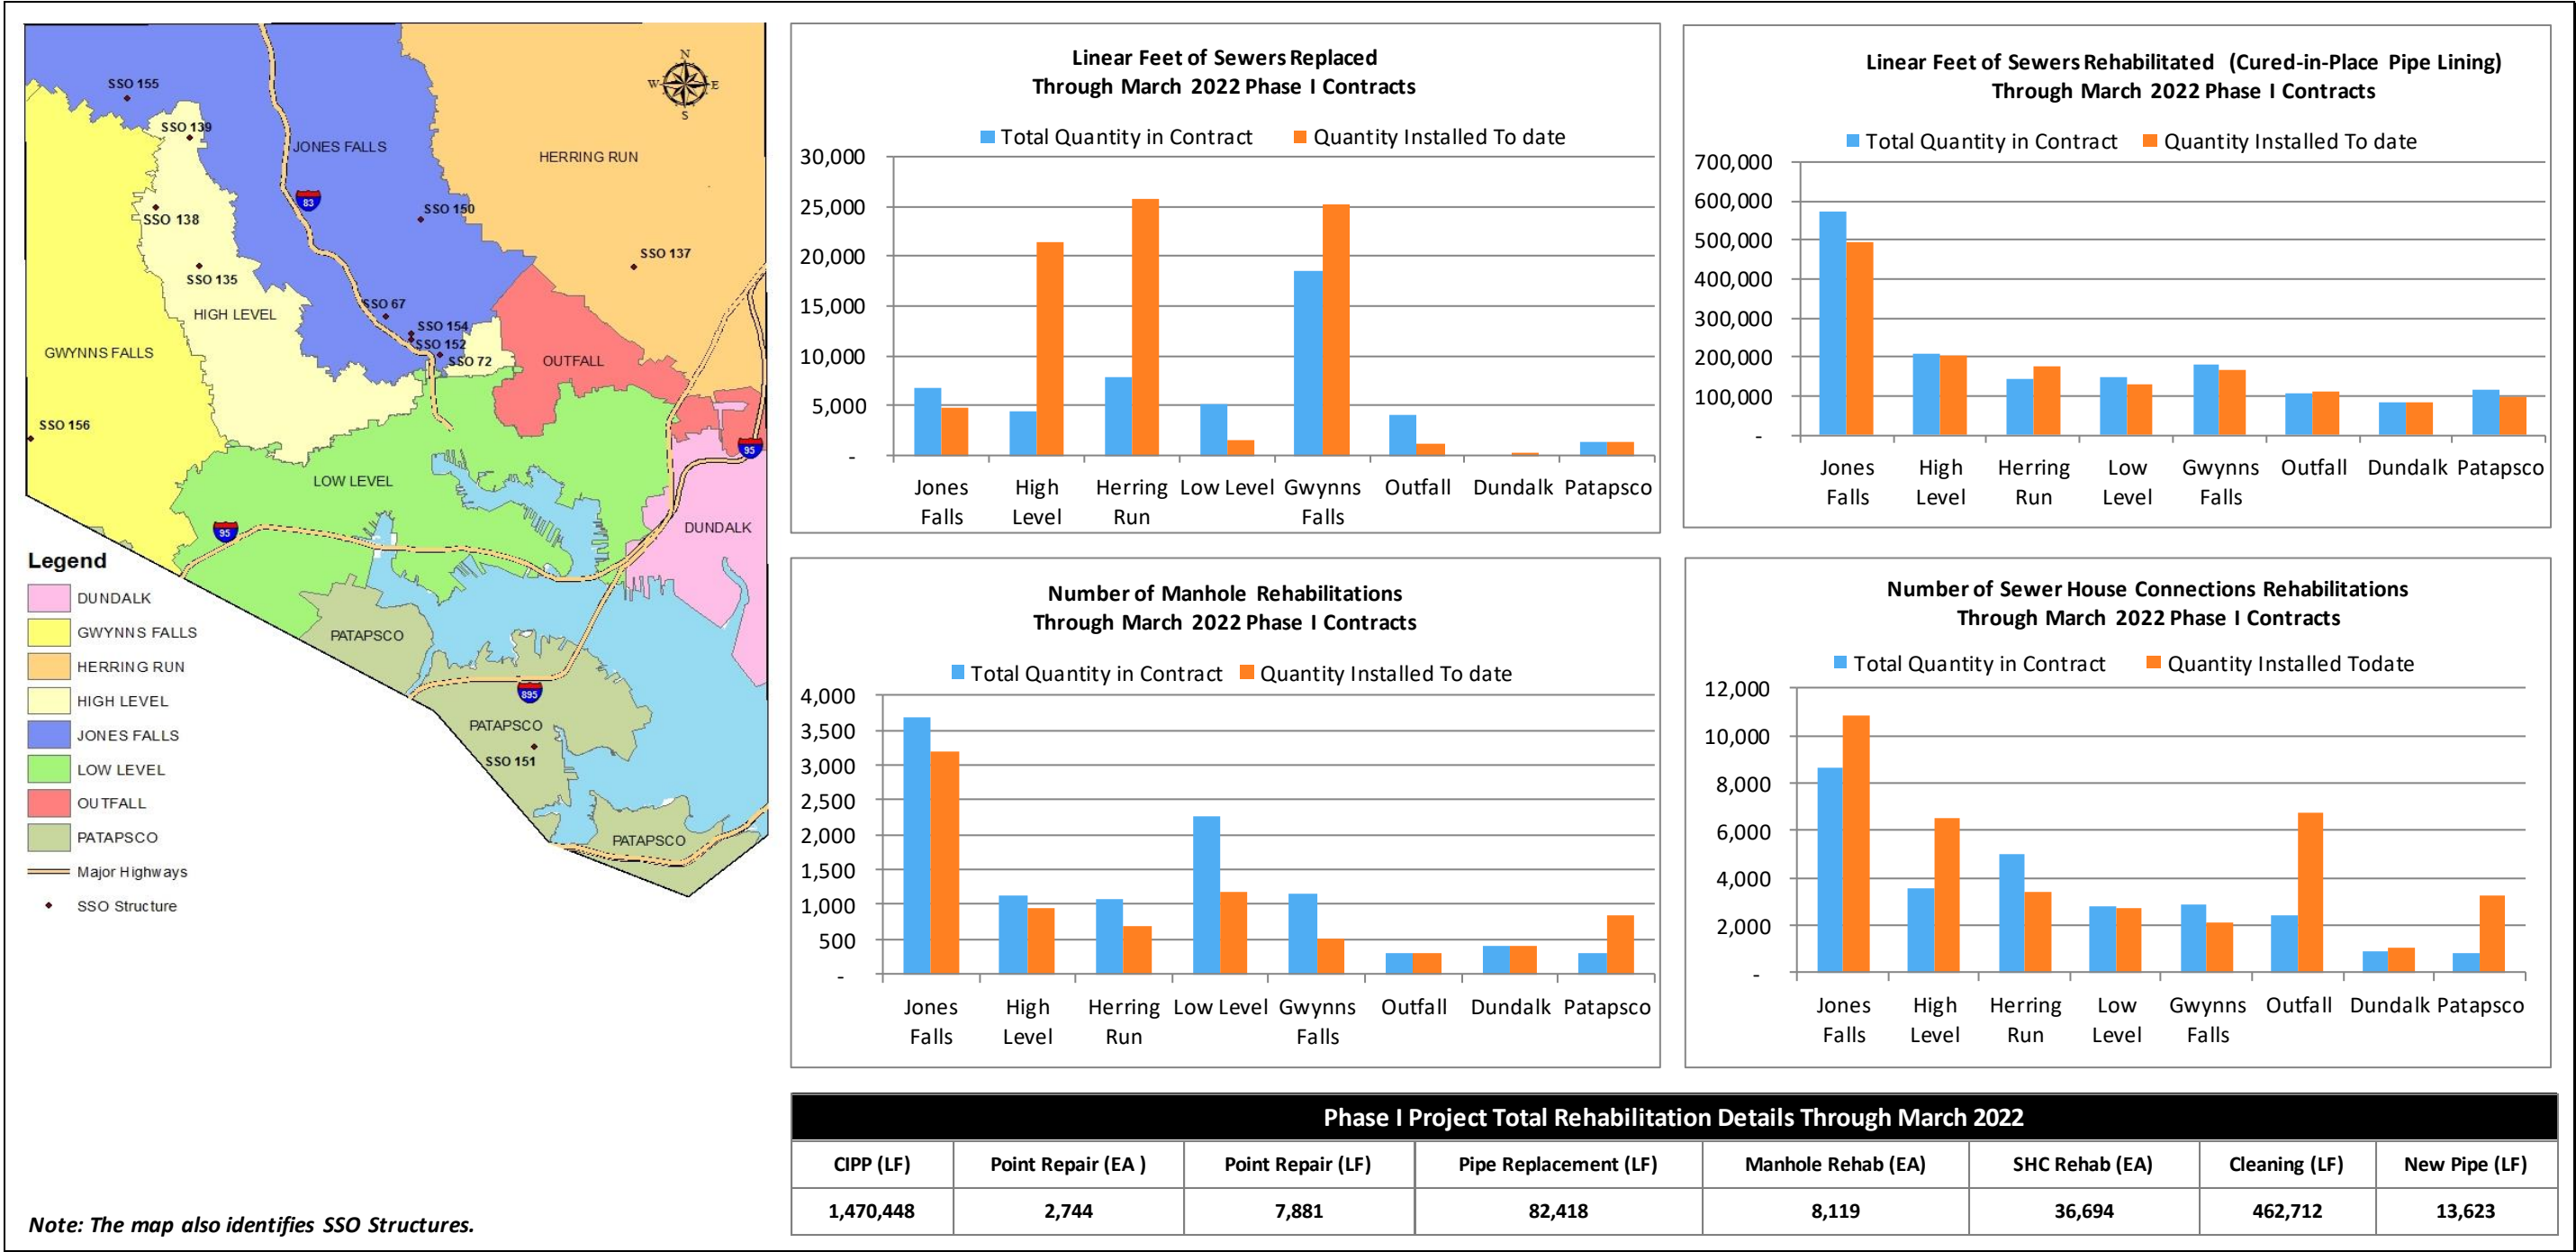 N
W
E
S
SSO 155
SSO 139
JONES FALLS
HERRING RUN
83
SSO 138
SSO 150
SSO 137
SSO 135
SSO 67
HIGH LEVEL
SSO 154
SSO 152
SSO 72
GWYNNS FALLS
OUTFALL
SSO 156
95
LOW LEVEL
DUNDALK
95
PATAPSCO
895
PATAPSCO
SSO 151
PATAPSCO
Legend
DUNDALK
GWYNNS FALLS
HERRING RUN
HIGH LEVEL
JONES FALLS
LOW LEVEL
OUTFALL
PATAPSCO
Major Highways
SSO Structure
Note: The map also identifies SSO Structures.
Linear Feet of Sewers Replaced
Through March 2022 Phase I Contracts
Total Quantity in Contract Quantity Installed To date
30,000
25,000
20,000
15,000
10,000
5,000
-
Jones High Herring Low Level Gwynns Outfall Dundalk Patapsco
Falls Level Run Falls
Linear Feet of Sewers Rehabilitated (Cured-in-Place Pipe Lining)
Through March 2022 Phase I Contracts
Total Quantity in Contract Quantity Installed To date
700,000
600,000
500,000
400,000
300,000
200,000
100,000
-
Jones High Herring Low Gwynns Outfall Dundalk Patapsco
Falls Level Run Level Falls
Number of Manhole Rehabilitations
Through March 2022 Phase I Contracts
Total Quantity in Contract Quantity Installed To date
4,000
3,500
3,000
2,500
2,000
1,500
1,000
500
-
Jones High Herring Low Level Gwynns Outfall Dundalk Patapsco
Falls Level Run Falls
Number of Sewer House Connections Rehabilitations
Through March 2022 Phase I Contracts
Total Quantity in Contract Quantity Installed Todate
12,000
10,000
8,000
6,000
4,000
2,000
-
Jones High Herring Low Gwynns Outfall Dundalk Patapsco
Falls Level Run Level Falls
Phase I Project Total Rehabilitation Details Through March 2022
CIPP (LF) Point Repair (EA ) Point Repair (LF) Pipe Replacement (LF) Manhole Rehab (EA) SHC Rehab (EA) Cleaning (LF) New Pipe (LF)
1,470,448 2,744 7,881 82,418 8,119 36,694 462,712 13,623